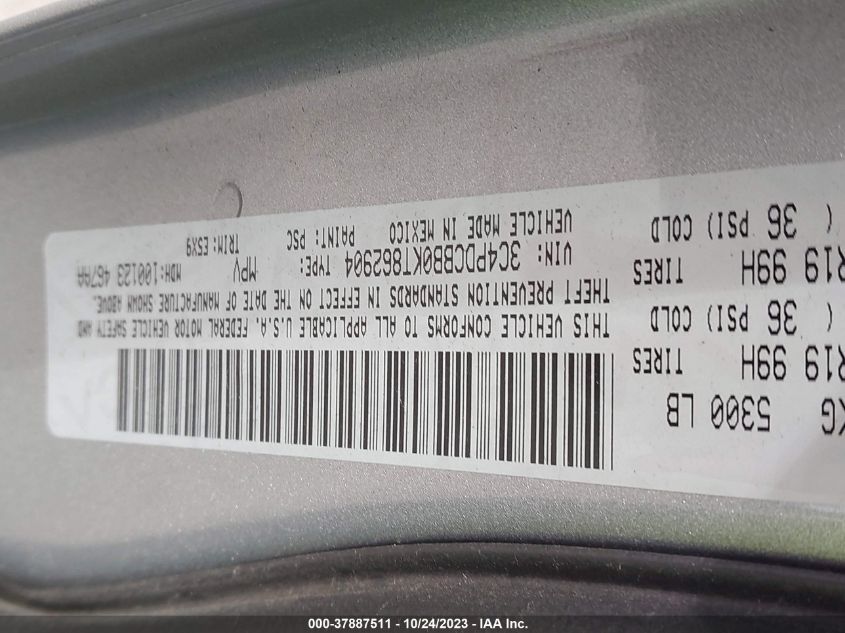 KG 5300 LB
R19 99H TIRES
( 36 PSI) COLD
R19 99H TIRES
( 36 PSI) COLD
THIS VEHICLE CONFORMS TO ALL APPLICABLE U.S.A. FEDERAL MOTOR VEHICLE SAFETY AND
THEFT PREVENTION STANDARDS IN EFFECT ON THE DATE OF MANUFACTURE SHOWN ABOVE.
VIN: 3C4PDCBB0KT862904 TYPE: MPV MDH:100123 467AA
VEHICLE MADE IN MEXICO PAINT: PSC TRIM: ESX9
000-37887511 - 10/24/2023 - IAA Inc.